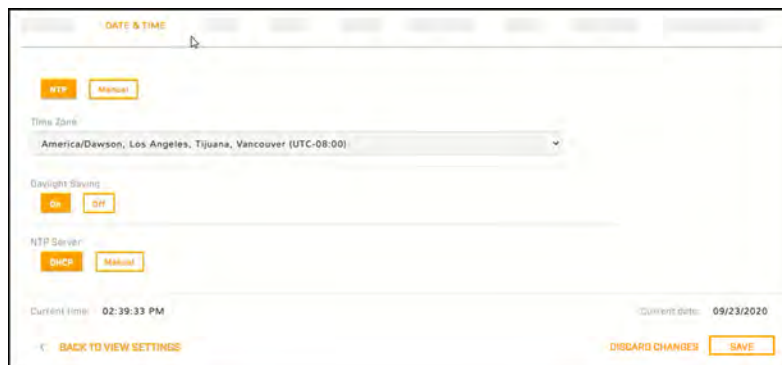 DATE & TIME
NTP Manual
Time Zone
America/Dawson, Los Angeles, Tijuana, Vancouver (UTC-08:00)
Daylight Saving
On Off
NTP Server
DHCP Manual
Current time: 02:39:33 PM Current date: 09/23/2020
< BACK TO VIEW SETTINGS DISCARD CHANGES SAVE